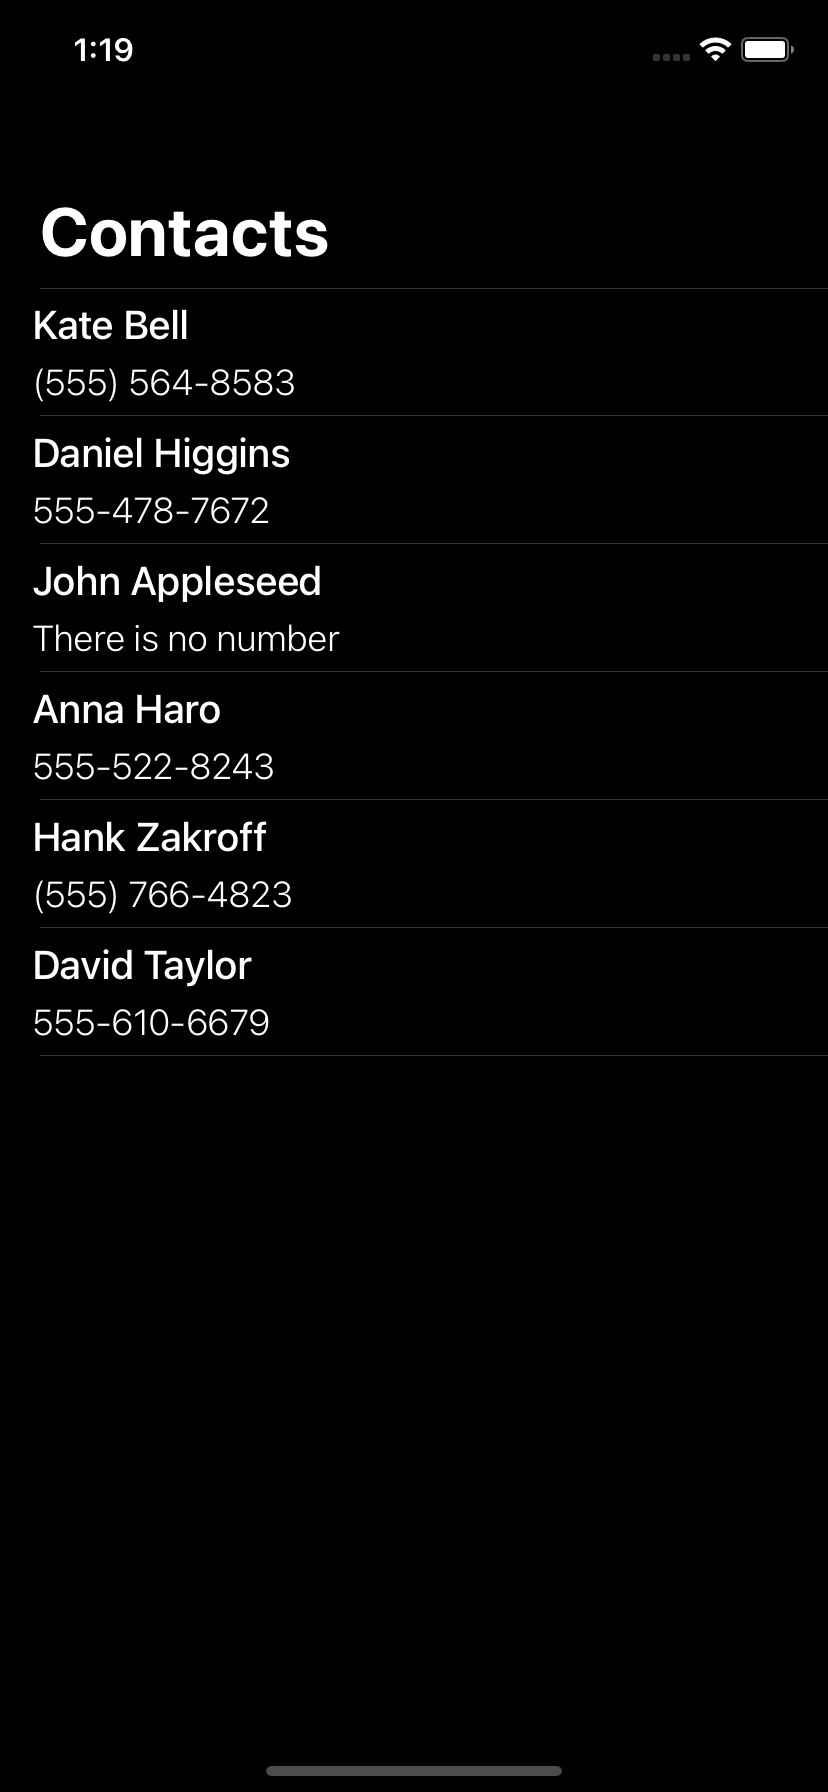 1:19
Contacts
Kate Bell
(555) 564-8583
Daniel Higgins
555-478-7672
John Appleseed
There is no number
Anna Haro
555-522-8243
Hank Zakroff
(555) 766-4823
David Taylor
555-610-6679